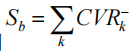 S_b = ∑_k CVR_k^-